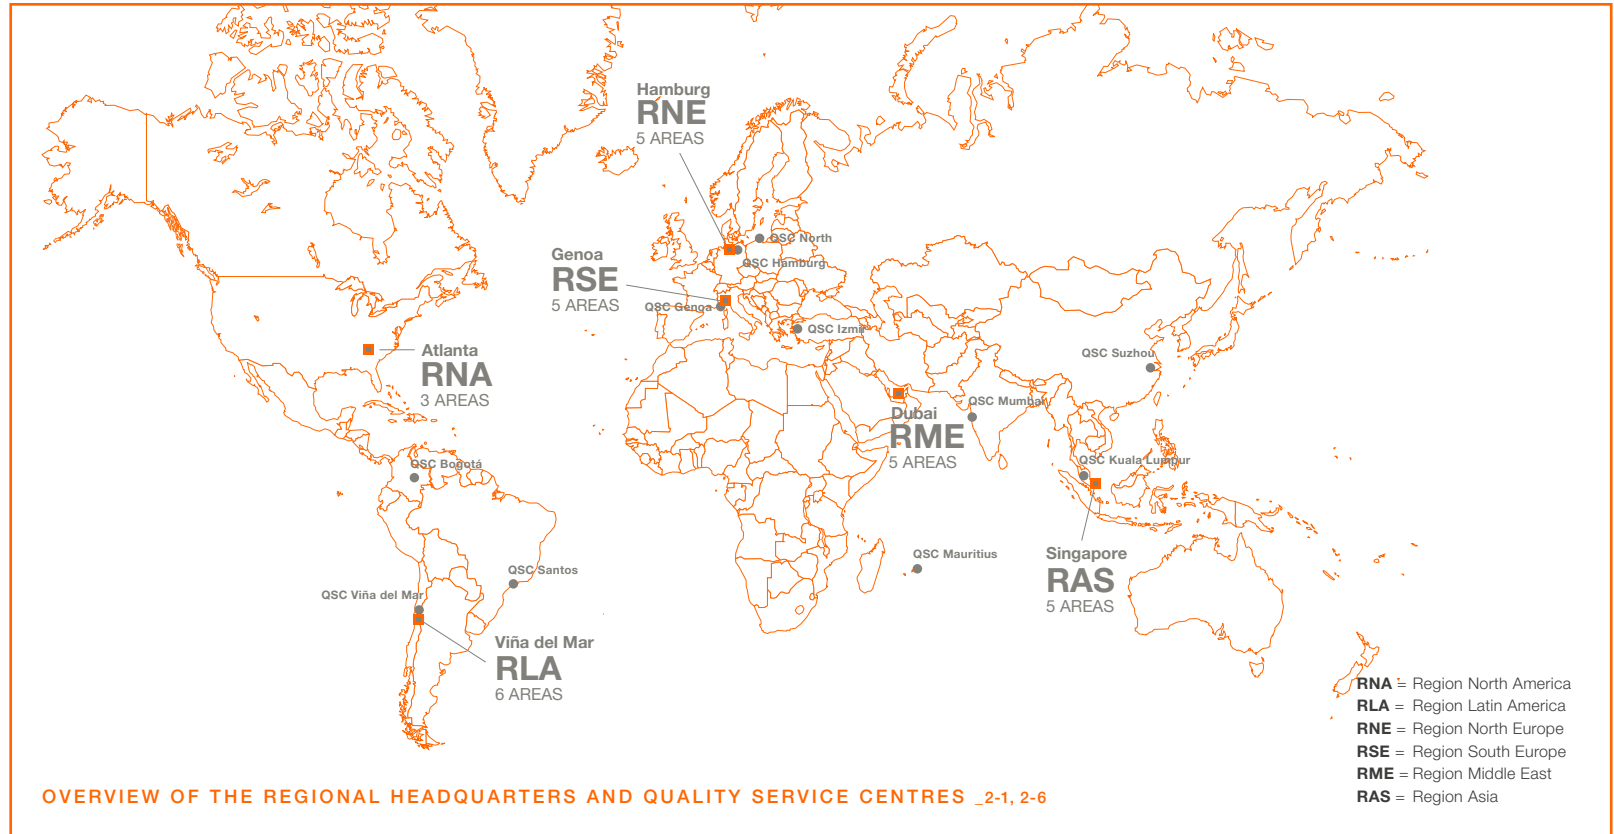 Hamburg
RNE
5 AREAS
QSC North
QSC Hamburg
Genoa
RSE
5 AREAS
QSC Genoa
QSC Izmir
Atlanta
RNA
3 AREAS
QSC Suzhou
QSC Mumbai
Dubai
RME
5 AREAS
QSC Bogotá
QSC Kuala Lumpur
QSC Mauritius
Singapore
RAS
5 AREAS
QSC Santos
QSC Viña del Mar
Viña del Mar
RLA
6 AREAS
RNA = Region North America
RLA = Region Latin America
RNE = Region North Europe
RSE = Region South Europe
RME = Region Middle East
RAS = Region Asia
OVERVIEW OF THE REGIONAL HEADQUARTERS AND QUALITY SERVICE CENTRES _2-1, 2-6